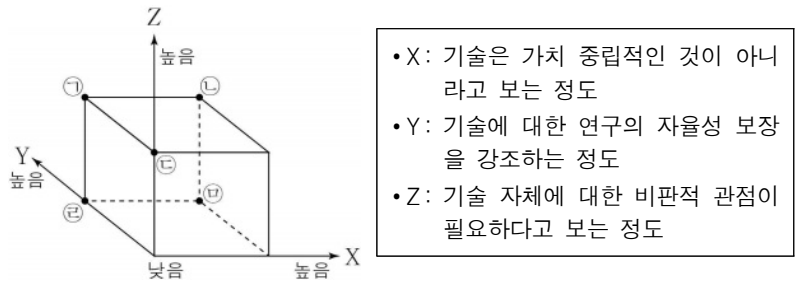 Z
높음
㉠
㉡
㉢
Y
높음
㉣
㉤
X
낮음
높음
• X : 기술은 가치 중립적인 것이 아니
라고 보는 정도
• Y : 기술에 대한 연구의 자율성 보장
을 강조하는 정도
• Z : 기술 자체에 대한 비판적 관점이
필요하다고 보는 정도